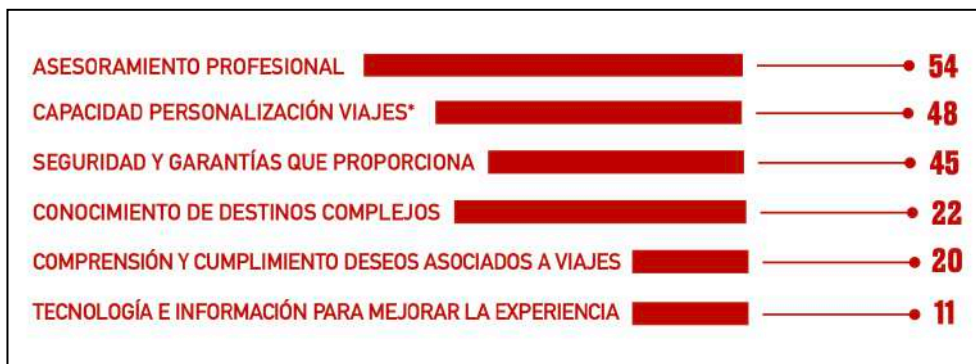 ASESORAMIENTO PROFESIONAL 54
CAPACIDAD PERSONALIZACIÓN VIAJES* 48
SEGURIDAD Y GARANTÍAS QUE PROPORCIONA 45
CONOCIMIENTO DE DESTINOS COMPLEJOS 22
COMPRENSIÓN Y CUMPLIMIENTO DESEOS ASOCIADOS A VIAJES 20
TECNOLOGÍA E INFORMACIÓN PARA MEJORAR LA EXPERIENCIA 11